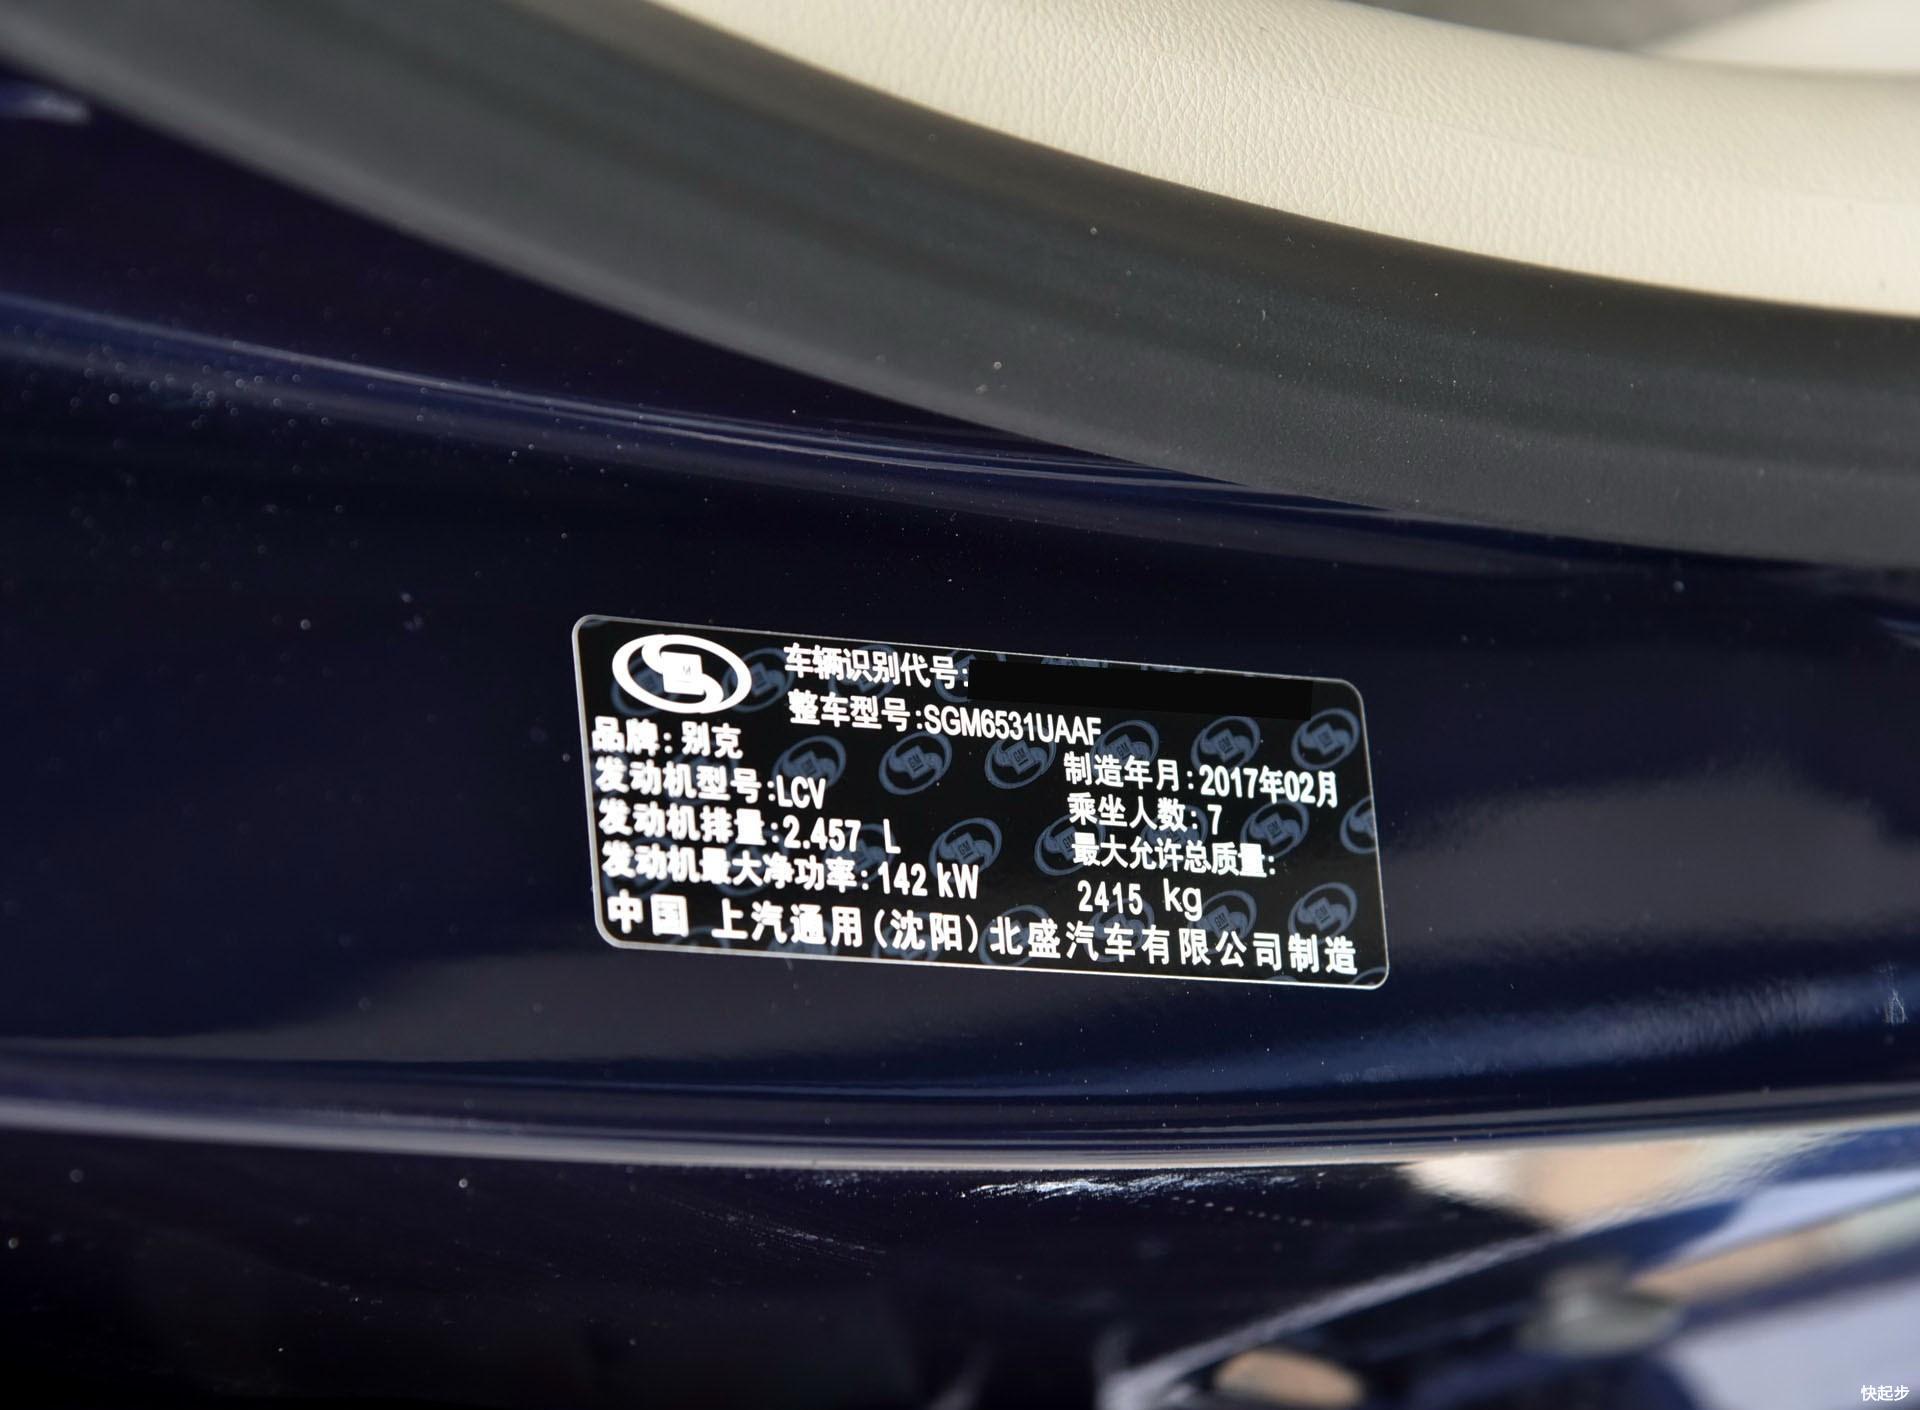 车辆识别代号:
整车型号:SGM6531UAAF
品牌:别克
发动机型号:LCV
制造年月:2017年02月
发动机排量:2.457 L
乘坐人数:7
发动机最大净功率:142 kW
最大允许总质量:
2415 kg
中国 上汽通用(沈阳)北盛汽车有限公司制造
快起步